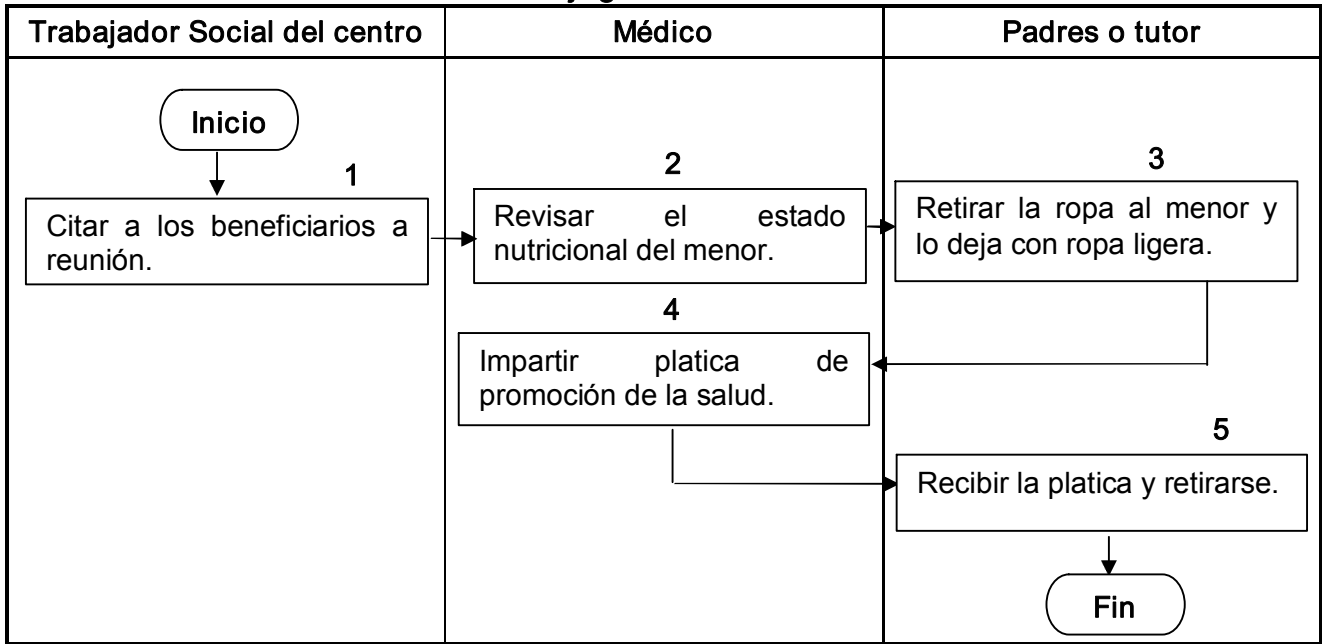 Trabajador Social del centro
Médico
Padres o tutor
Inicio
1
Citar a los beneficiarios a
reunión.
2
Revisar el estado
nutricional del menor.
3
Retirar la ropa al menor y
lo deja con ropa ligera.
4
Impartir platica de
promoción de la salud.
5
Recibir la platica y retirarse.
Fin